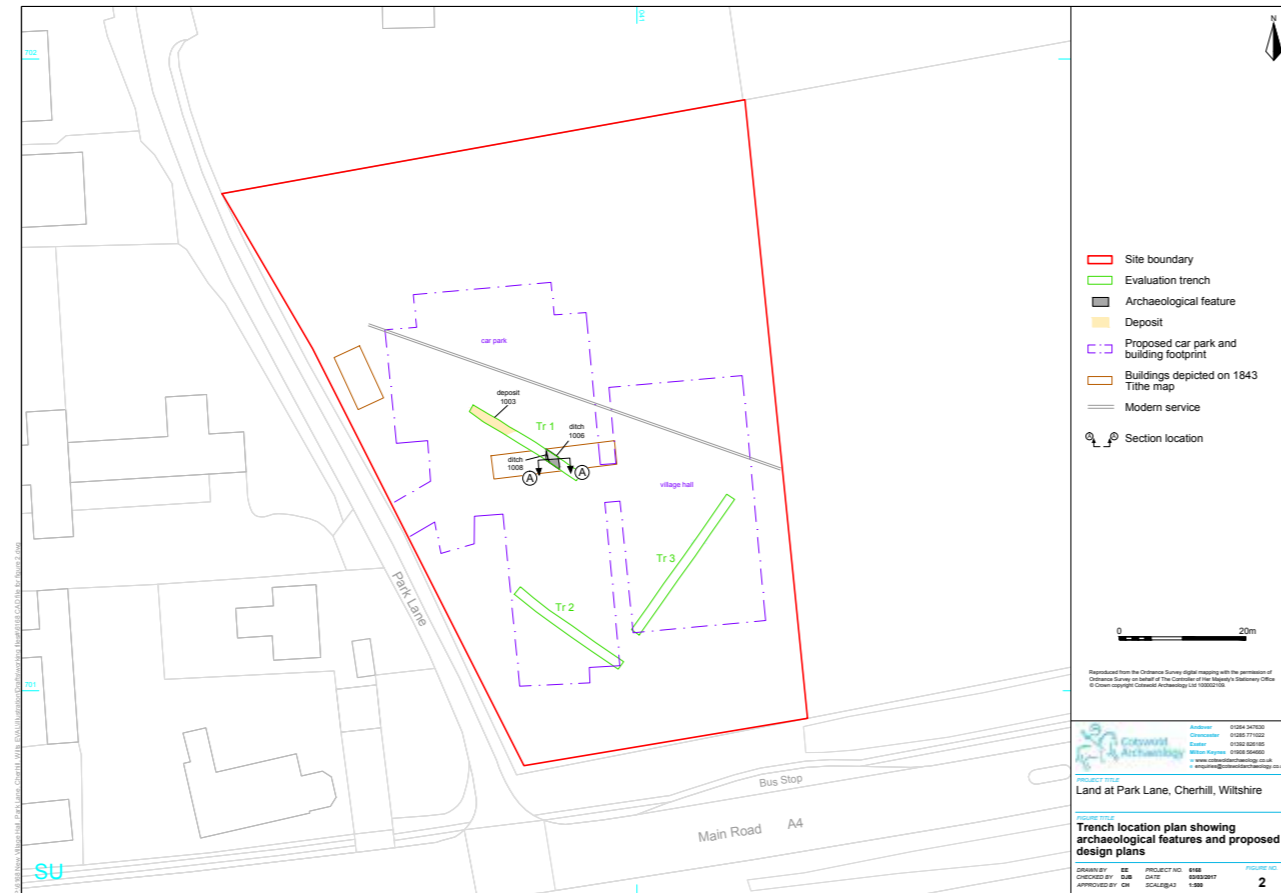 702
041
N
car park
deposit
1003
Tr 1
ditch
1006
ditch
1008
A
A
village hall
Tr 3
Tr 2
Park Lane
721
Bus Stop
Main Road A4
SU
Site boundary
Evaluation trench
Archaeological feature
Deposit
Proposed car park and
building footprint
Buildings depicted on 1843
Tithe map
Modern service
A A Section location
0 20m
Reproduced from the Ordnance Survey digital mapping with the permission of
Ordnance Survey on behalf of The Controller of Her Majesty's Stationery Office
© Crown copyright Cotswold Archaeology Ltd 100002109
Cotswold
Archaeology
Andover 01264 347630
Cirencester 01285 771022
Exeter 01392 826185
Milton Keynes 01908 564660
w www.cotswoldarchaeology.co.uk
e enquiries@cotswoldarchaeology.co.uk
PROJECT TITLE
Land at Park Lane, Cherhill, Wiltshire
FIGURE TITLE
Trench location plan showing
archaeological features and proposed
design plans
DRAWN BY EE PROJECT NO. 6168 FIGURE NO.
CHECKED BY DJB DATE 03/03/2017
APPROVED BY CH SCALE@A3 1:500 2